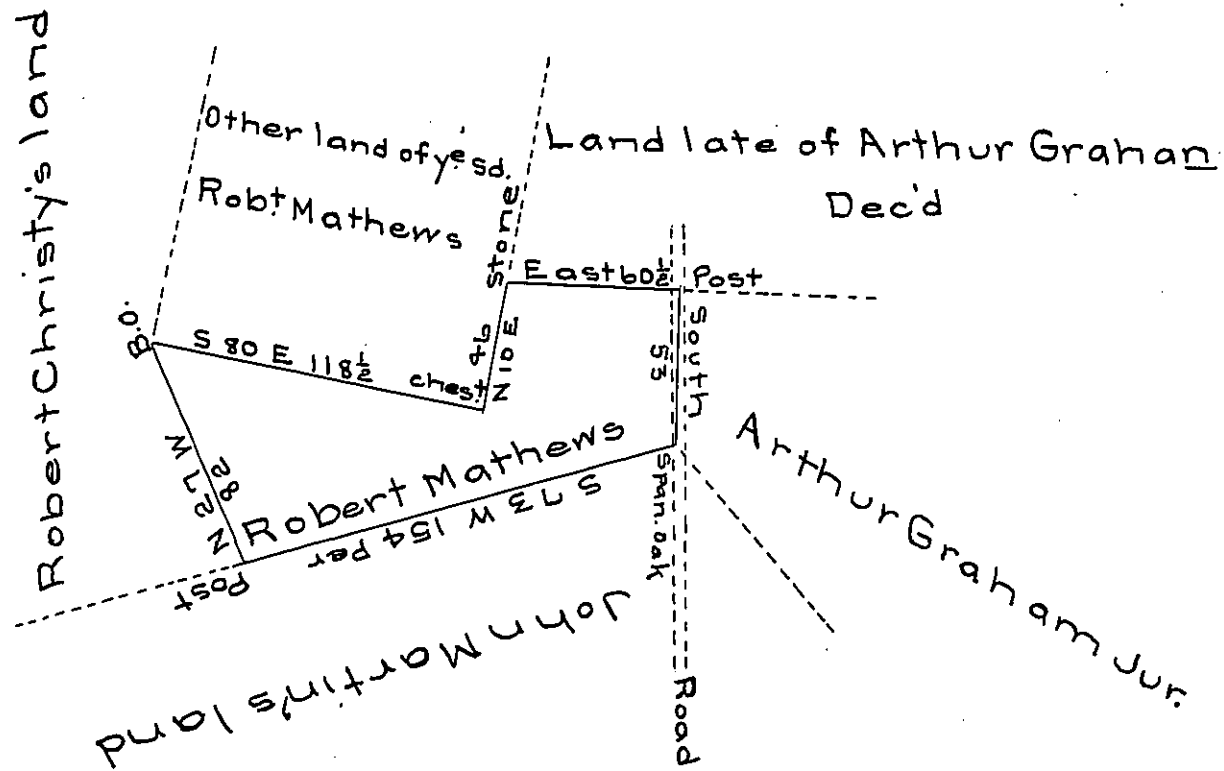 Robert Christy's land
Other land of yᵉ sd.
Robt. Mathews
Land late of Arthur Grahan
Dec'd
Stone
East 60½
Post
B.O.
S 80 E 118½
chest.
N 10 E
46
South
53
N 27 W
82
Robert Mathews
S 73 W 154 Per
Span. Oak
Post
Arthur Graham Jur.
John Martin's land
Road